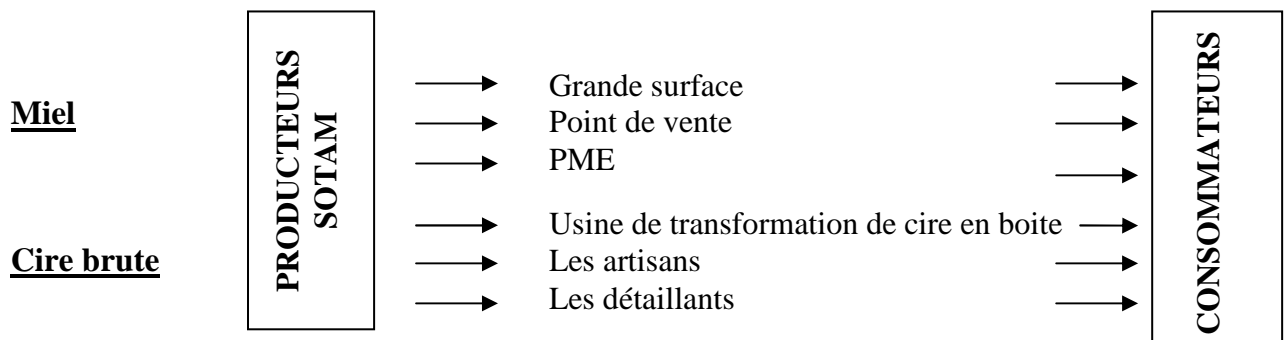 Miel
Cire brute
PRODUCTEURS
SOTAM
Grande surface
Point de vente
PME
Usine de transformation de cire en boite
Les artisans
Les détaillants
CONSOMMATEURS